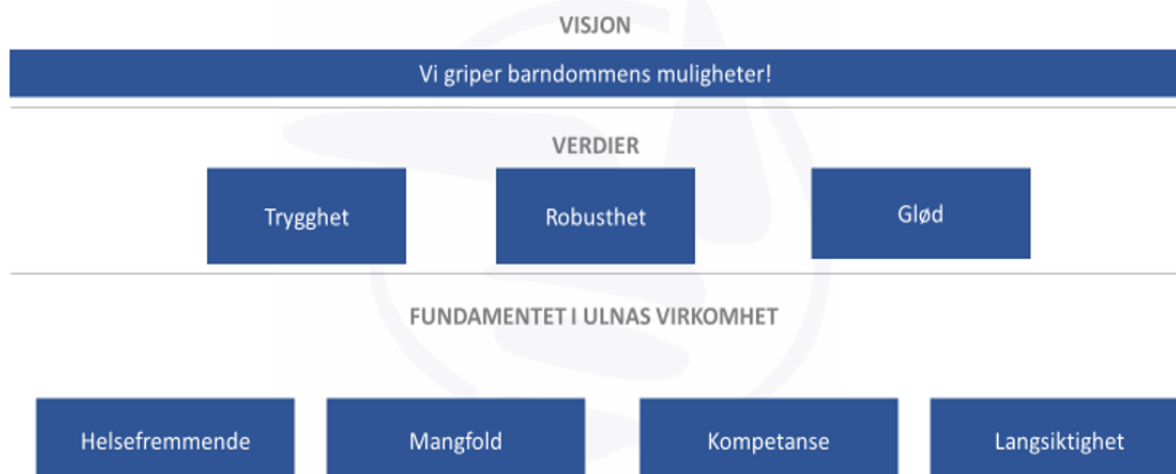 VISJON
Vi griper barndommens muligheter!
VERDIER
Trygghet Robusthet Glød
FUNDAMENTET I ULNAS VIRKOMHET
Helsefremmende Mangfold Kompetanse Langsiktighet